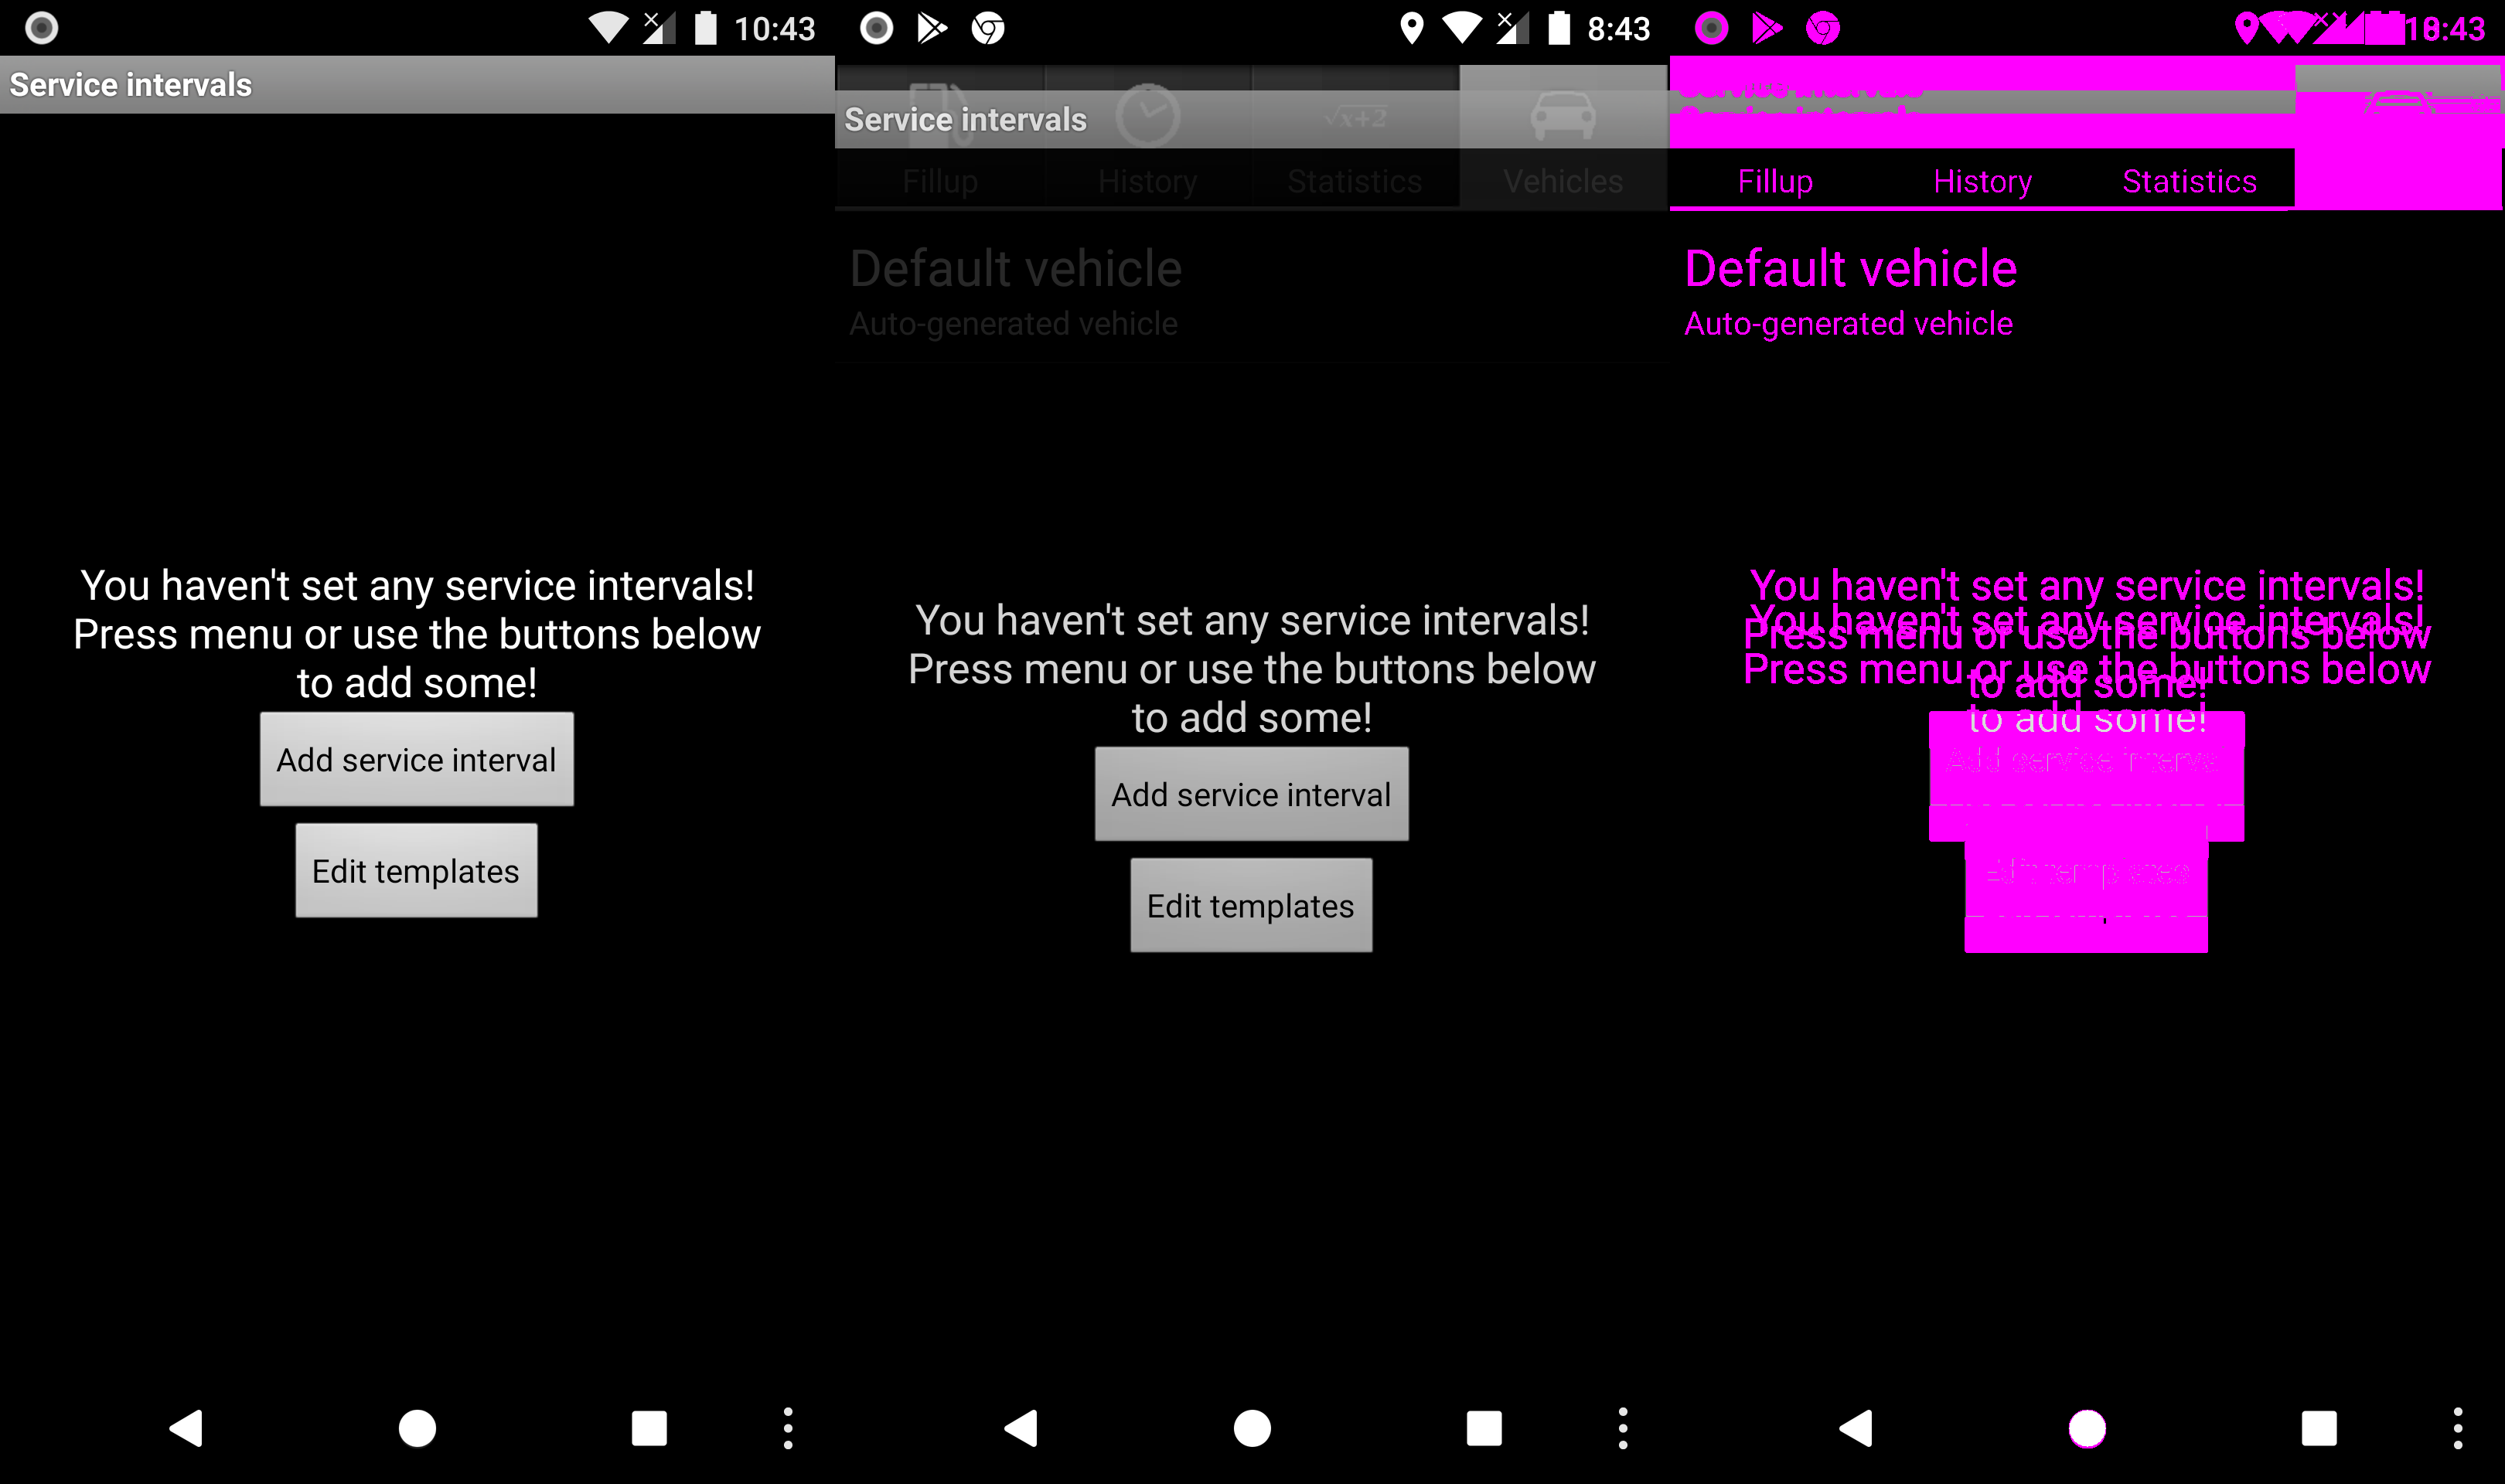 10:43
Service intervals
You haven't set any service intervals!
Press menu or use the buttons below
to add some!
Add service interval
Edit templates
8:43
Service intervals
√x+2
Fillup
History
Statistics
Vehicles
Default vehicle
Auto-generated vehicle
You haven't set any service intervals!
Press menu or use the buttons below
to add some!
Add service interval
Edit templates
Fillup
History
Statistics
Default vehicle
Auto-generated vehicle
You haven't set any service intervals!
You haven't set any service intervals!
Press menu or use the buttons below
Press menu or use the buttons below
to add some!
to add some!